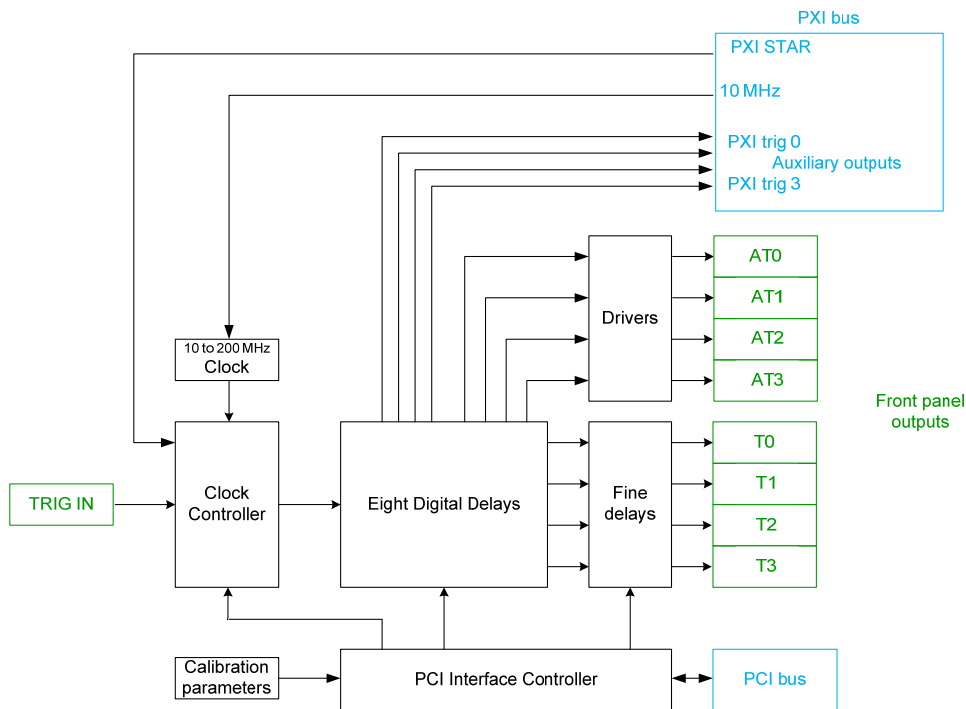 PXI bus
PXI STAR
10 MHz
PXI trig 0
Auxiliary outputs
PXI trig 3
AT0
AT1
Drivers
AT2
AT3
10 to 200 MHz
Clock
Front panel
outputs
T0
T1
TRIG IN
Clock
Controller
Eight Digital Delays
Fine
delays
T2
T3
Calibration
parameters
PCI Interface Controller
PCI bus